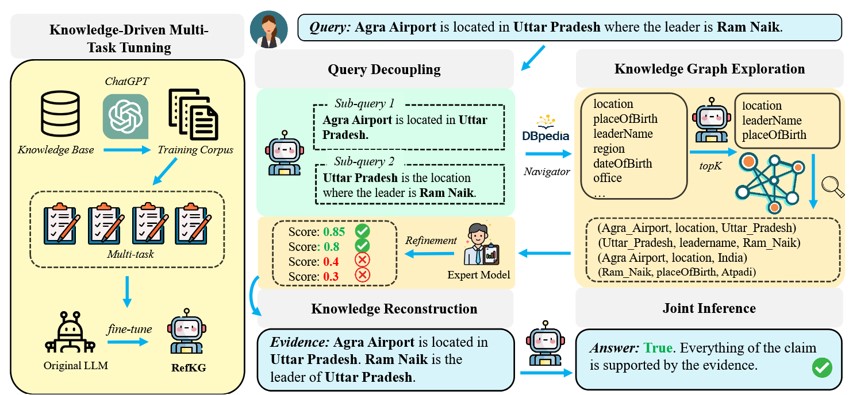 Knowledge-Driven Multi-
Task Tunning
ChatGPT
Knowledge Base
Training Corpus
Multi-task
fine-tune
Original LLM
RefKG
Query: Agra Airport is located in Uttar Pradesh where the leader is Ram Naik.
Query Decoupling
Sub-query 1
Agra Airport is located in Uttar
Pradesh.
Sub-query 2
Uttar Pradesh is the location
where the leader is Ram Naik.
DBpedia
Navigator
Knowledge Graph Exploration
location
placeOfBirth
leaderName
region
dateOfBirth
office
...
topK
location
leaderName
placeOfBirth
(Agra_Airport, location, Uttar_Pradesh)
(Uttar_Pradesh, leadername, Ram_Naik)
(Agra Airport, location, India)
(Ram_Naik, placeOfBirth, Atpadi)
Expert Model
Refinement
Score: 0.85
Score: 0.8
Score: 0.4
Score: 0.3
Knowledge Reconstruction
Evidence: Agra Airport is located in
Uttar Pradesh. Ram Naik is the
leader of Uttar Pradesh.
Joint Inference
Answer: True. Everything of the claim
is supported by the evidence.